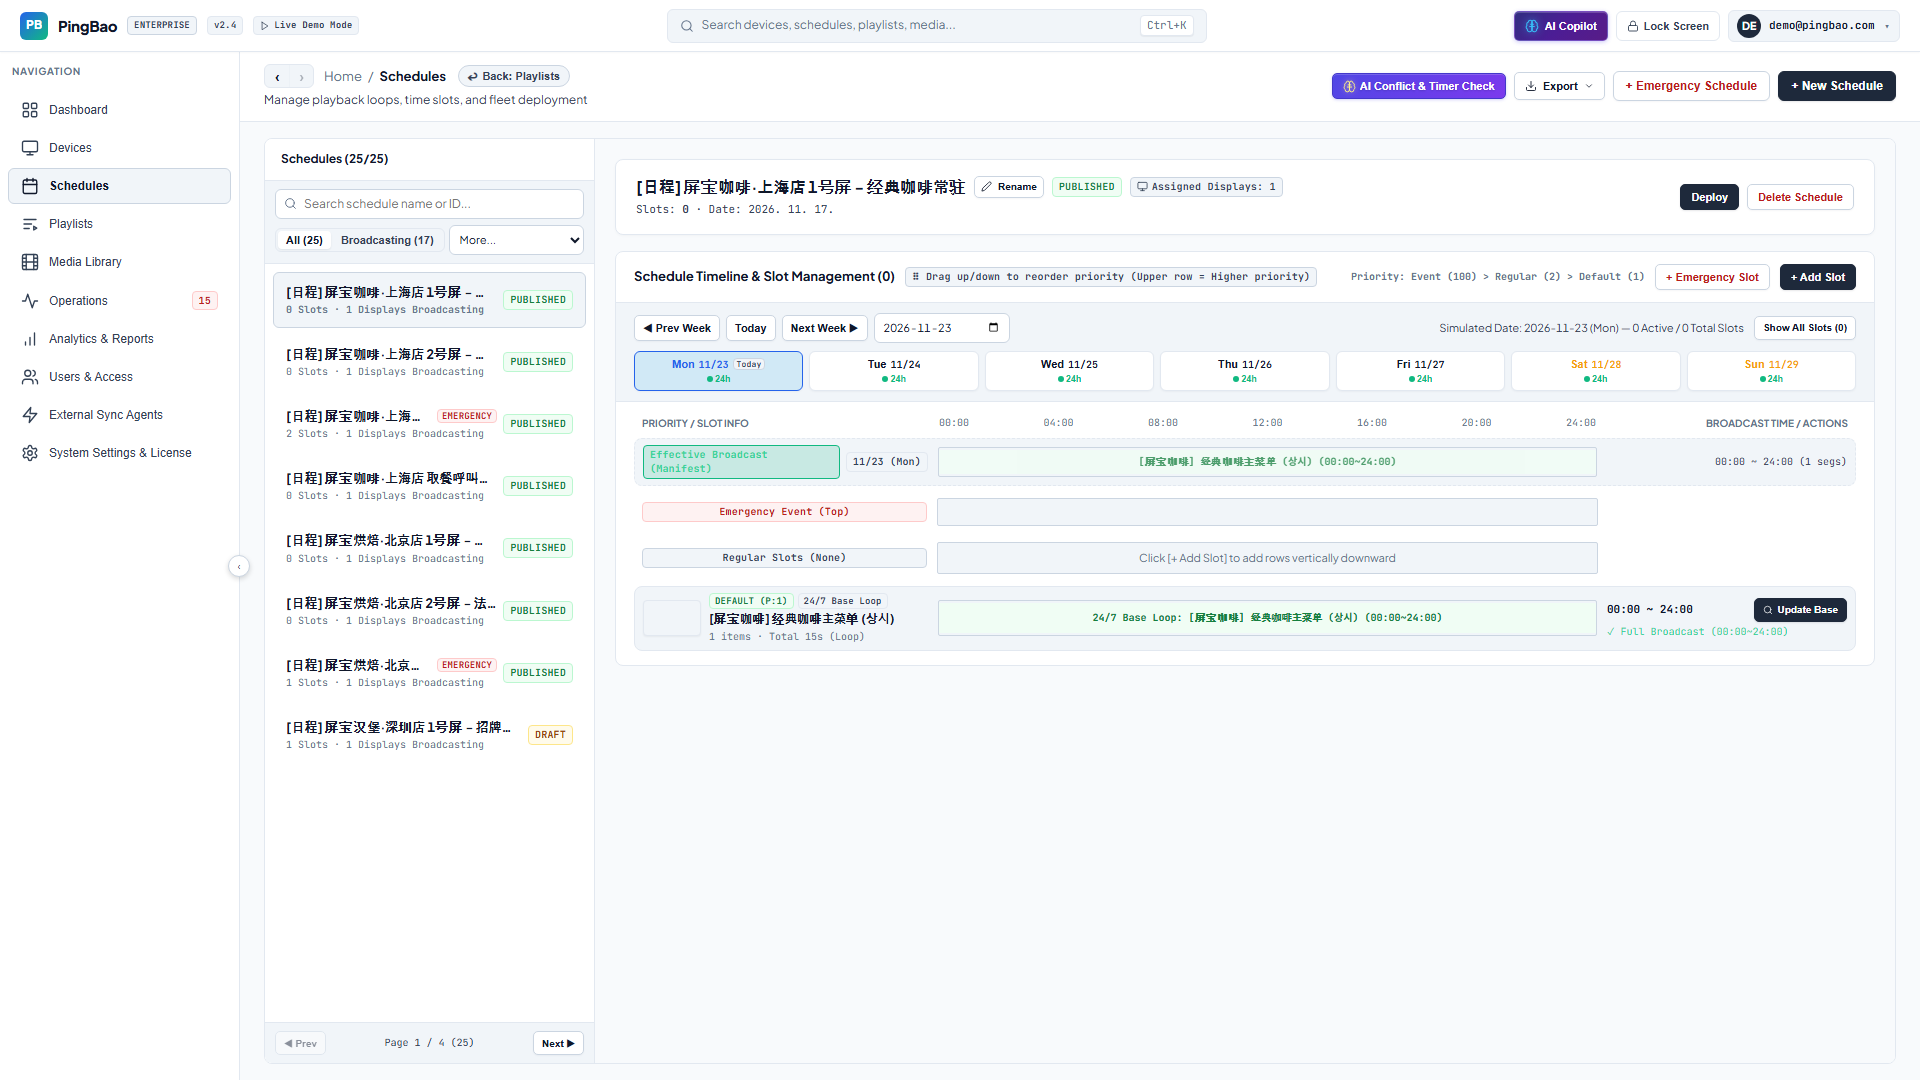 PB PingBao ENTERPRISE v2.4 Live Demo Mode
Search devices, schedules, playlists, media... Ctrl+K
AI Copilot Lock Screen DE demo@pingbao.com
NAVIGATION
Dashboard
Devices
Schedules
Playlists
Media Library
Operations 15
Analytics & Reports
Users & Access
External Sync Agents
System Settings & License
‹ › Home / Schedules Back: Playlists
Manage playback loops, time slots, and fleet deployment
AI Conflict & Timer Check Export + Emergency Schedule + New Schedule
Schedules (25/25)
Search schedule name or ID...
All (25) Broadcasting (17) More...
[日程] 屏宝咖啡·上海店 1号屏 – ... PUBLISHED
0 Slots · 1 Displays Broadcasting
[日程] 屏宝咖啡·上海店 2号屏 – ... PUBLISHED
0 Slots · 1 Displays Broadcasting
[日程] 屏宝咖啡·上海... EMERGENCY PUBLISHED
2 Slots · 1 Displays Broadcasting
[日程] 屏宝咖啡·上海店 取餐呼叫... PUBLISHED
0 Slots · 1 Displays Broadcasting
[日程] 屏宝烘焙·北京店 1号屏 – ... PUBLISHED
0 Slots · 1 Displays Broadcasting
[日程] 屏宝烘焙·北京店 2号屏 – 法... PUBLISHED
0 Slots · 1 Displays Broadcasting
[日程] 屏宝烘焙·北京... EMERGENCY PUBLISHED
1 Slots · 1 Displays Broadcasting
[日程] 屏宝汉堡·深圳店 1号屏 – 招牌... DRAFT
1 Slots · 1 Displays Broadcasting
◀ Prev Page 1 / 4 (25) Next ▶
[日程] 屏宝咖啡·上海店 1号屏 – 经典咖啡常驻 Rename PUBLISHED Assigned Displays: 1
Slots: 0 · Date: 2026. 11. 17.
Deploy Delete Schedule
Schedule Timeline & Slot Management (0) ⠿ Drag up/down to reorder priority (Upper row = Higher priority) Priority: Event (100) > Regular (2) > Default (1) + Emergency Slot + Add Slot
◀ Prev Week Today Next Week ▶ 2026-11-23 Simulated Date: 2026-11-23 (Mon) — 0 Active / 0 Total Slots Show All Slots (0)
Mon 11/23 Today Tue 11/24 Wed 11/25 Thu 11/26 Fri 11/27 Sat 11/28 Sun 11/29
24h 24h 24h 24h 24h 24h 24h
PRIORITY / SLOT INFO 00:00 04:00 08:00 12:00 16:00 20:00 24:00 BROADCAST TIME / ACTIONS
Effective Broadcast (Manifest) 11/23 (Mon) [屏宝咖啡] 经典咖啡主菜单 (상시) (00:00~24:00) 00:00 ~ 24:00 (1 segs)
Emergency Event (Top)
Regular Slots (None) Click [+ Add Slot] to add rows vertically downward
DEFAULT (P:1) 24/7 Base Loop
[屏宝咖啡] 经典咖啡主菜单 (상시)
1 items · Total 15s (Loop)
24/7 Base Loop: [屏宝咖啡] 经典咖啡主菜单 (상시) (00:00~24:00)
00:00 ~ 24:00 Update Base
✓ Full Broadcast (00:00~24:00)